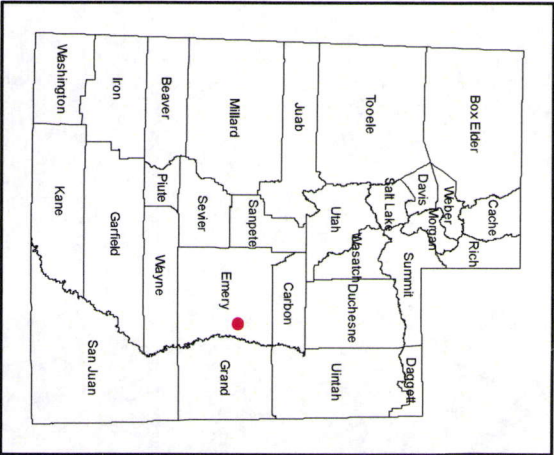 Box Elder
Cache
Rich
Weber
Morgan
Davis
Salt Lake
Summit
Daggett
Tooele
Wasatch
Utah
Duchesne
Uintah
Juab
Carbon
Millard
Sanpete
Sevier
Emery
Grand
Beaver
Piute
Wayne
Iron
Garfield
San Juan
Washington
Kane